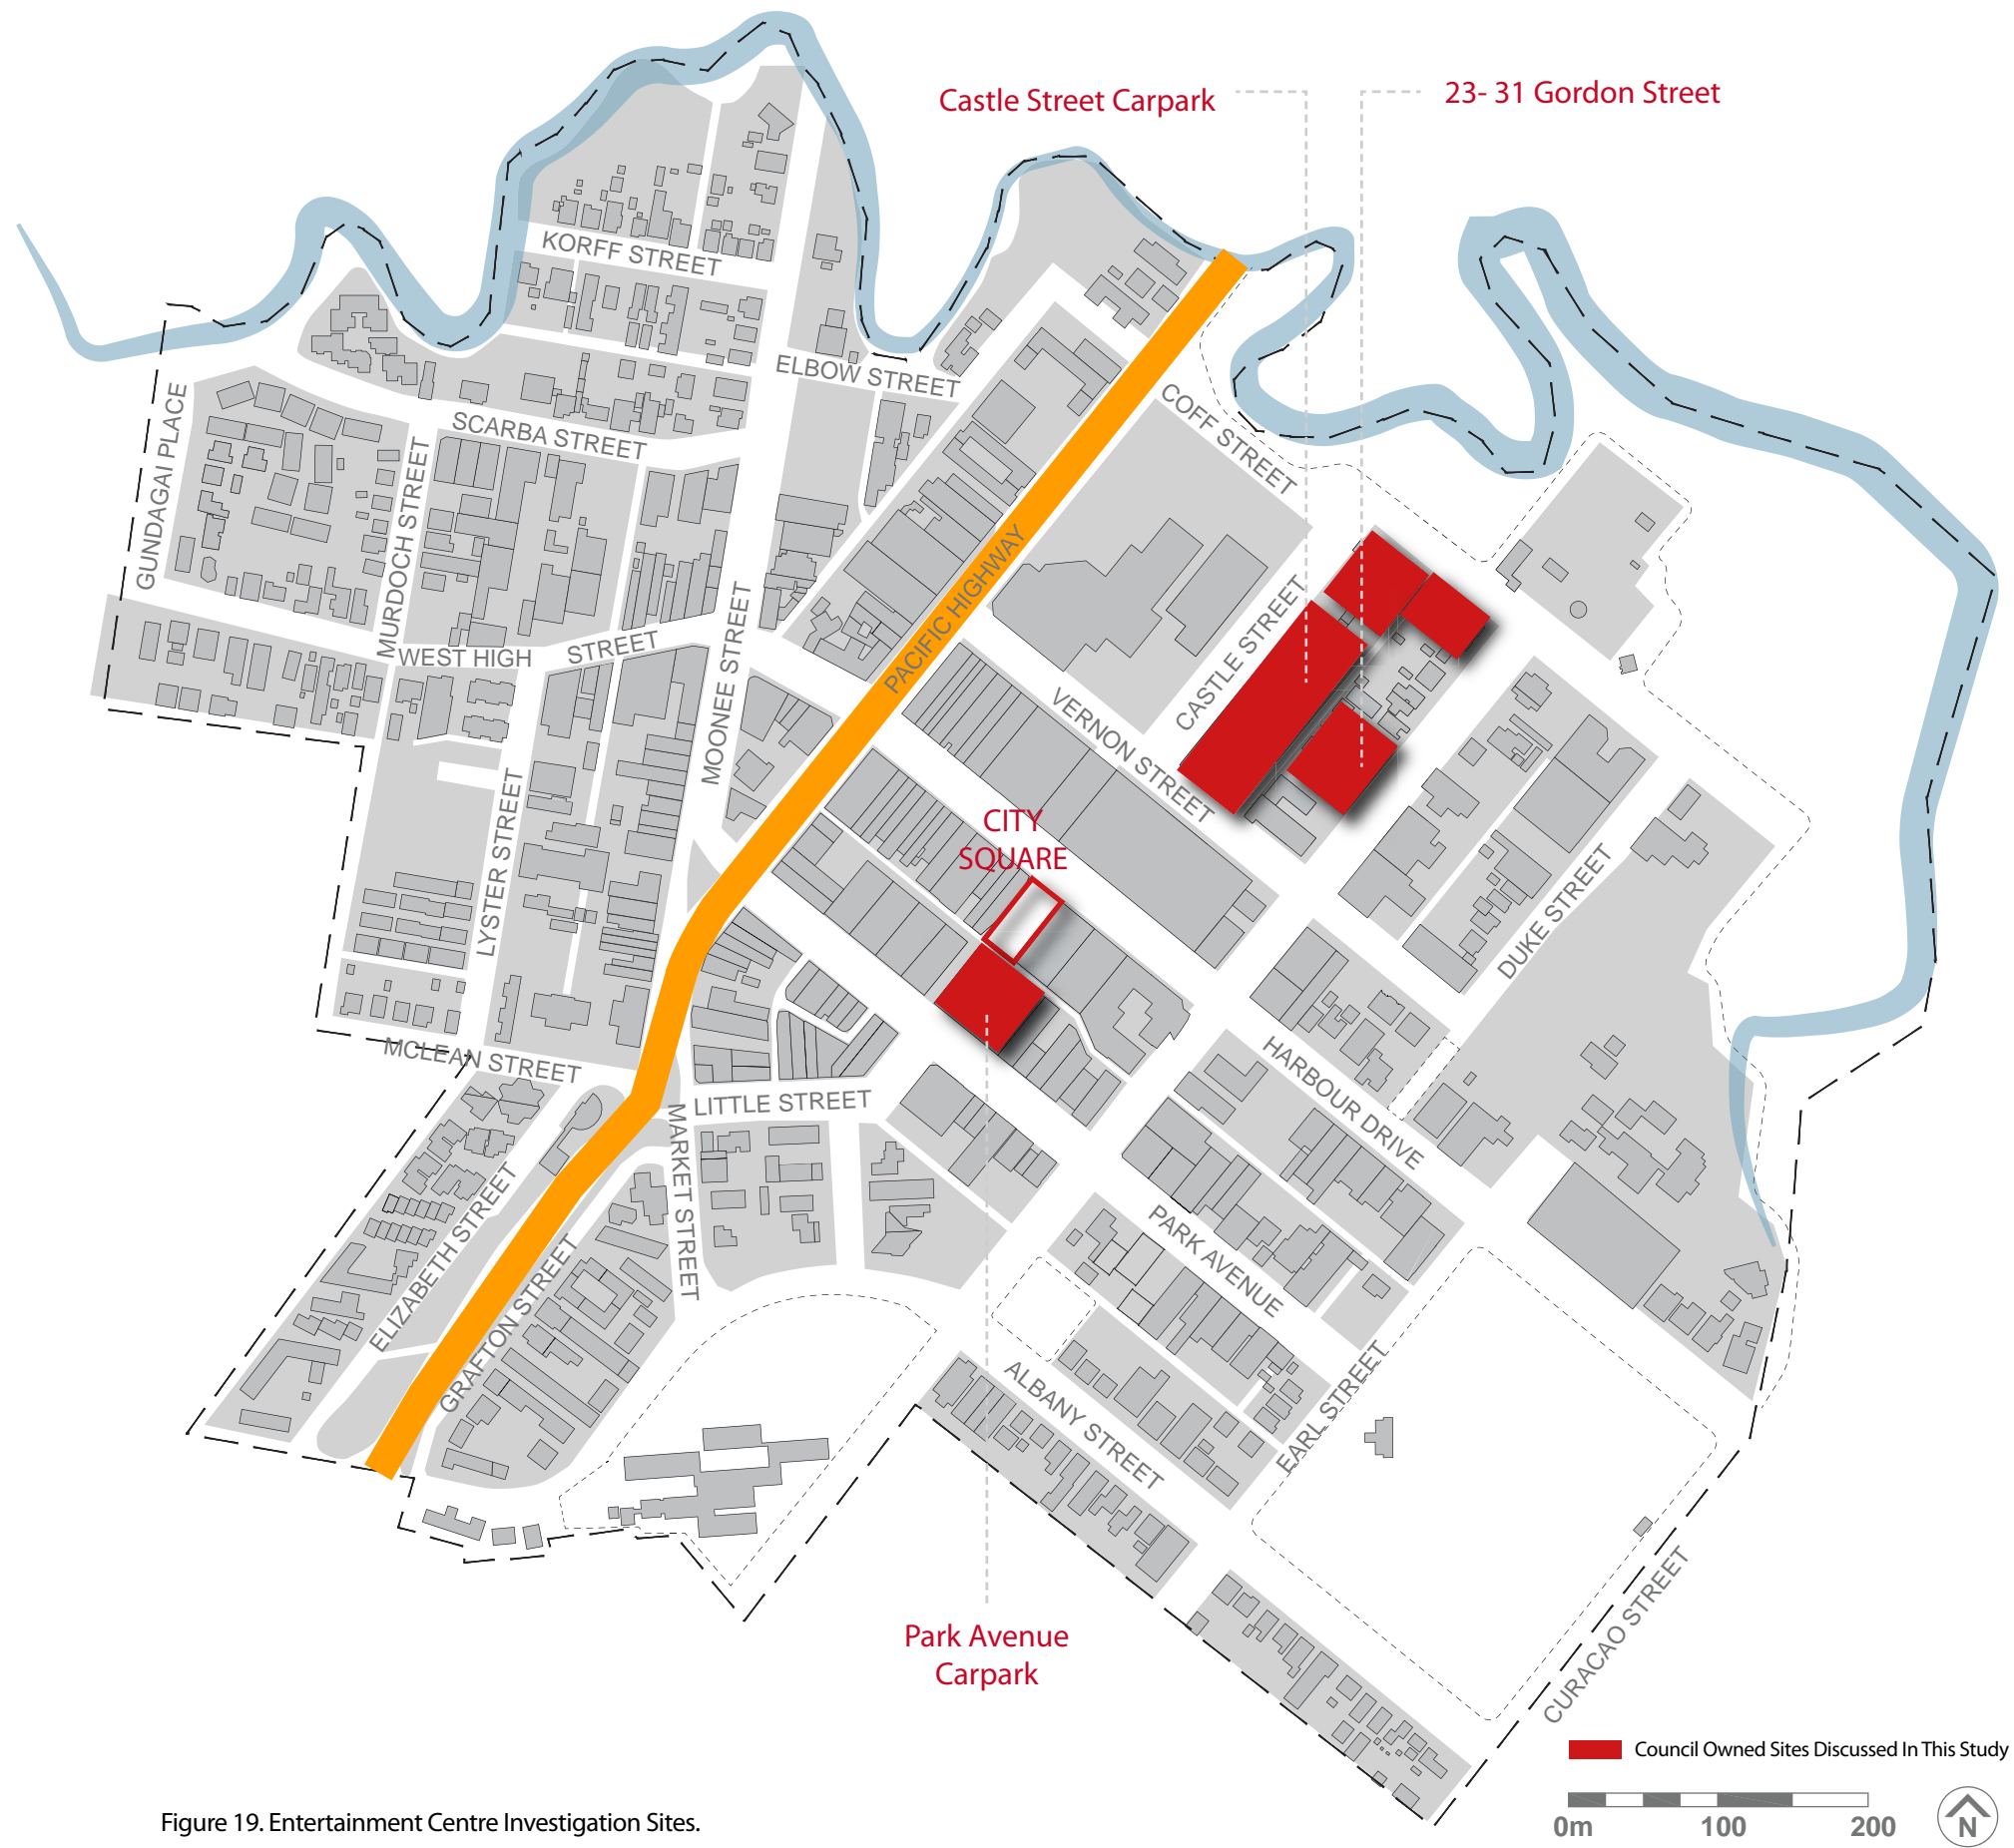 Castle Street Carpark
23- 31 Gordon Street
KORFF STREET
ELBOW STREET
COFF STREET
GUNDAGAI PLACE
SCARBA STREET
MURDOCH STREET
PACIFIC HIGHWAY
CASTLE STREET
WEST HIGH STREET
MOONEE STREET
VERNON STREET
LYSTER STREET
CITY
SQUARE
DUKE STREET
MCLEAN STREET
LITTLE STREET
HARBOUR DRIVE
MARKET STREET
ELIZABETH STREET
PARK AVENUE
GRAFTON STREET
ALBANY STREET
EARL STREET
CURACAO STREET
Park Avenue
Carpark
Council Owned Sites Discussed In This Study
0m 100 200
N
Figure 19. Entertainment Centre Investigation Sites.